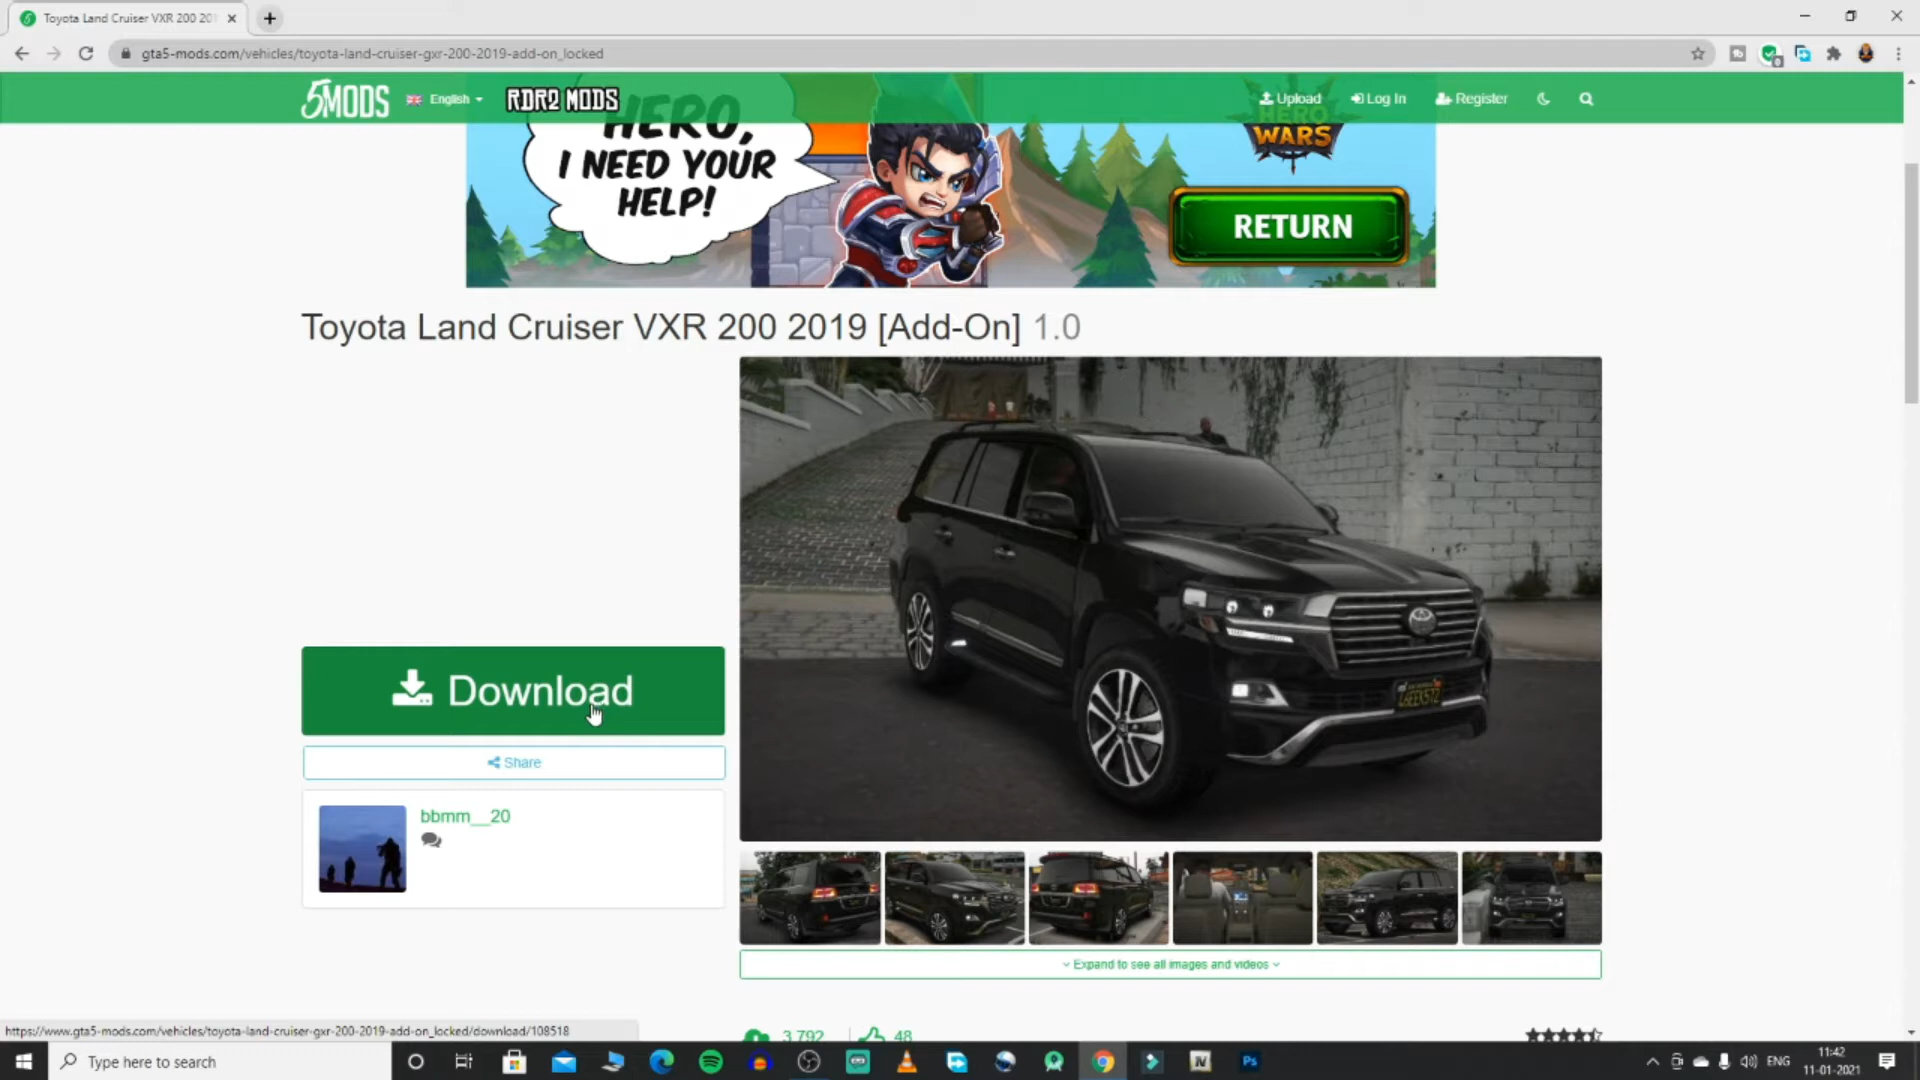 Toyota Land Cruiser VXR 200 201
gta5-mods.com/vehicles/toyota-land-cruiser-gxr-200-2019-add-on_locked
5MODS English RDR2 MODS Upload Log In Register
HERO,
I NEED YOUR
HELP!
HERO
WARS
RETURN
Toyota Land Cruiser VXR 200 2019 [Add-On] 1.0
Download
Share
bbmm__20
Expand to see all images and videos
3,792 48
https://www.gta5-mods.com/vehicles/toyota-land-cruiser-gxr-200-2019-add-on_locked/download/108518
Type here to search
Ps
ENG
11:42
11-01-2021